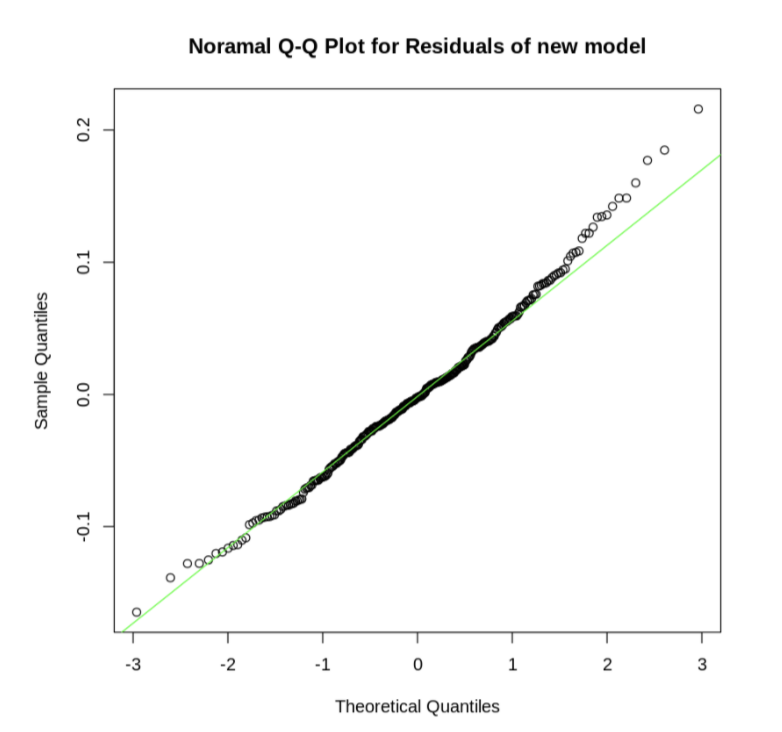 Noramal Q-Q Plot for Residuals of new model
0.2
0.1
0.0
-0.1
Sample Quantiles
-3 -2 -1 0 1 2 3
Theoretical Quantiles